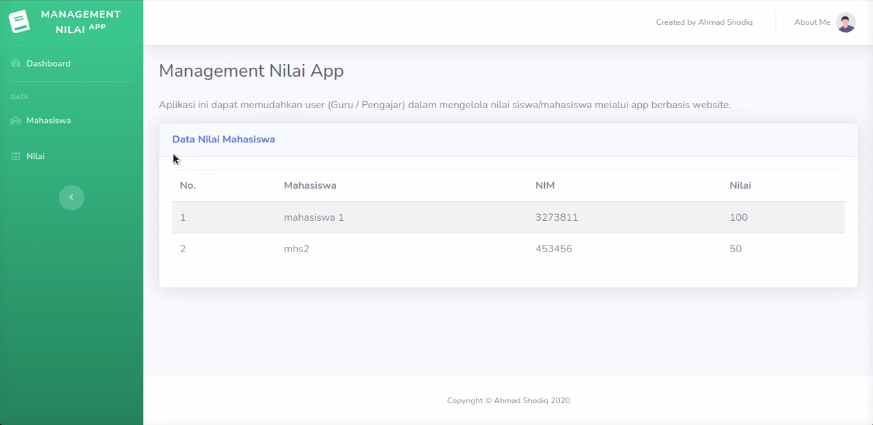 MANAGEMENT
NILAI APP
Created by Ahmad Shodiq
About Me
Dashboard
DATA
Mahasiswa
Nilai
Management Nilai App
Aplikasi ini dapat memudahkan user (Guru / Pengajar) dalam mengelola nilai siswa/mahasiswa melalui app berbasis website.
Data Nilai Mahasiswa
No. Mahasiswa NIM Nilai
1 mahasiswa 1 3273811 100
2 mhs2 453456 50
Copyright © Ahmad Shodiq 2020